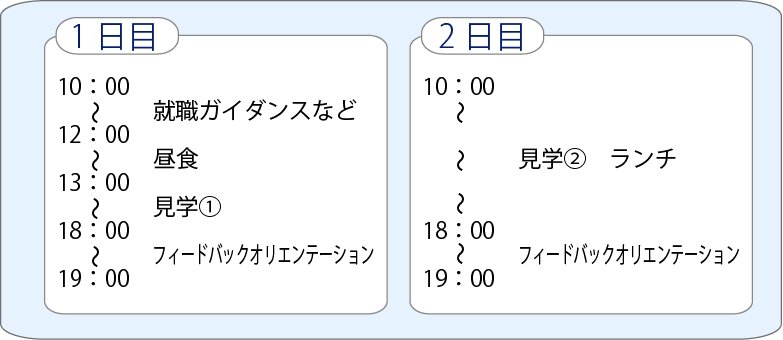 1日目
10：00
～ 就職ガイダンスなど
12：00
～ 昼食
13：00
～ 見学①
18：00
～ フィードバックオリエンテーション
19：00
2日目
10：00
～
～ 見学②　ランチ
～
18：00
～ フィードバックオリエンテーション
19：00